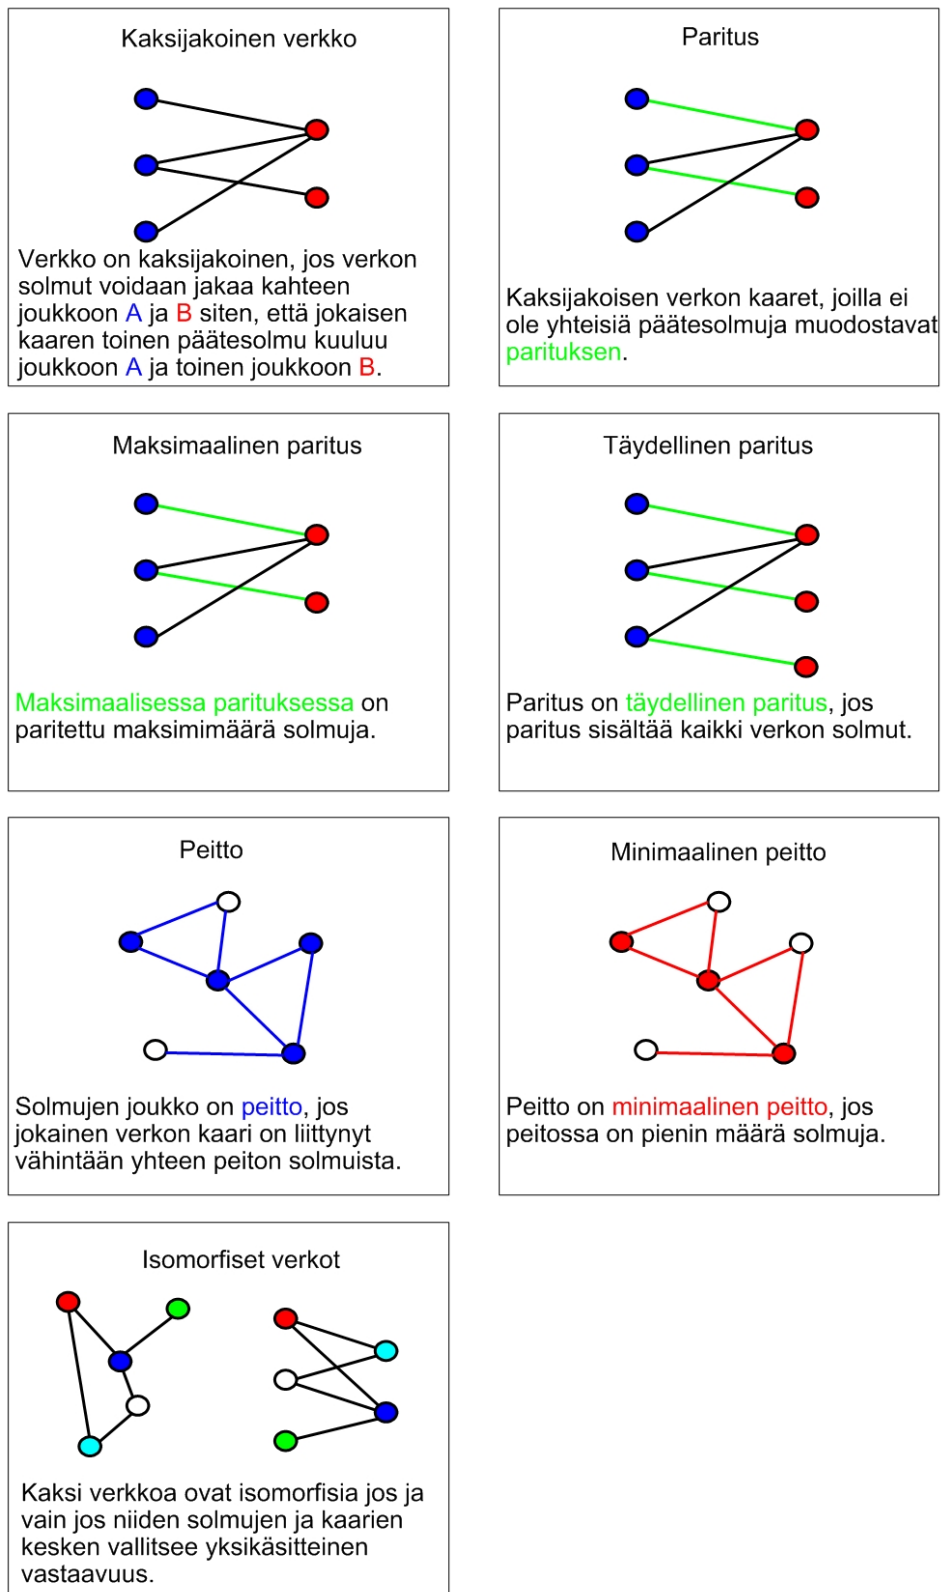 Kaksijakoinen verkko
Verkko on kaksijakoinen, jos verkon
solmut voidaan jakaa kahteen
joukkoon A ja B siten, että jokaisen
kaaren toinen päätesolmu kuuluu
joukkoon A ja toinen joukkoon B.
Paritus
Kaksijakoisen verkon kaaret, joilla ei
ole yhteisiä päätesolmuja muodostavat
parituksen.
Maksimaalinen paritus
Maksimaalisessa parituksessa on
paritettu maksimimäärä solmuja.
Täydellinen paritus
Paritus on täydellinen paritus, jos
paritus sisältää kaikki verkon solmut.
Peitto
Solmujen joukko on peitto, jos
jokainen verkon kaari on liittynyt
vähintään yhteen peiton solmuista.
Minimaalinen peitto
Peitto on minimaalinen peitto, jos
peitossa on pienin määrä solmuja.
Isomorfiset verkot
Kaksi verkkoa ovat isomorfisia jos ja
vain jos niiden solmujen ja kaarien
kesken vallitsee yksikäsitteinen
vastaavuus.